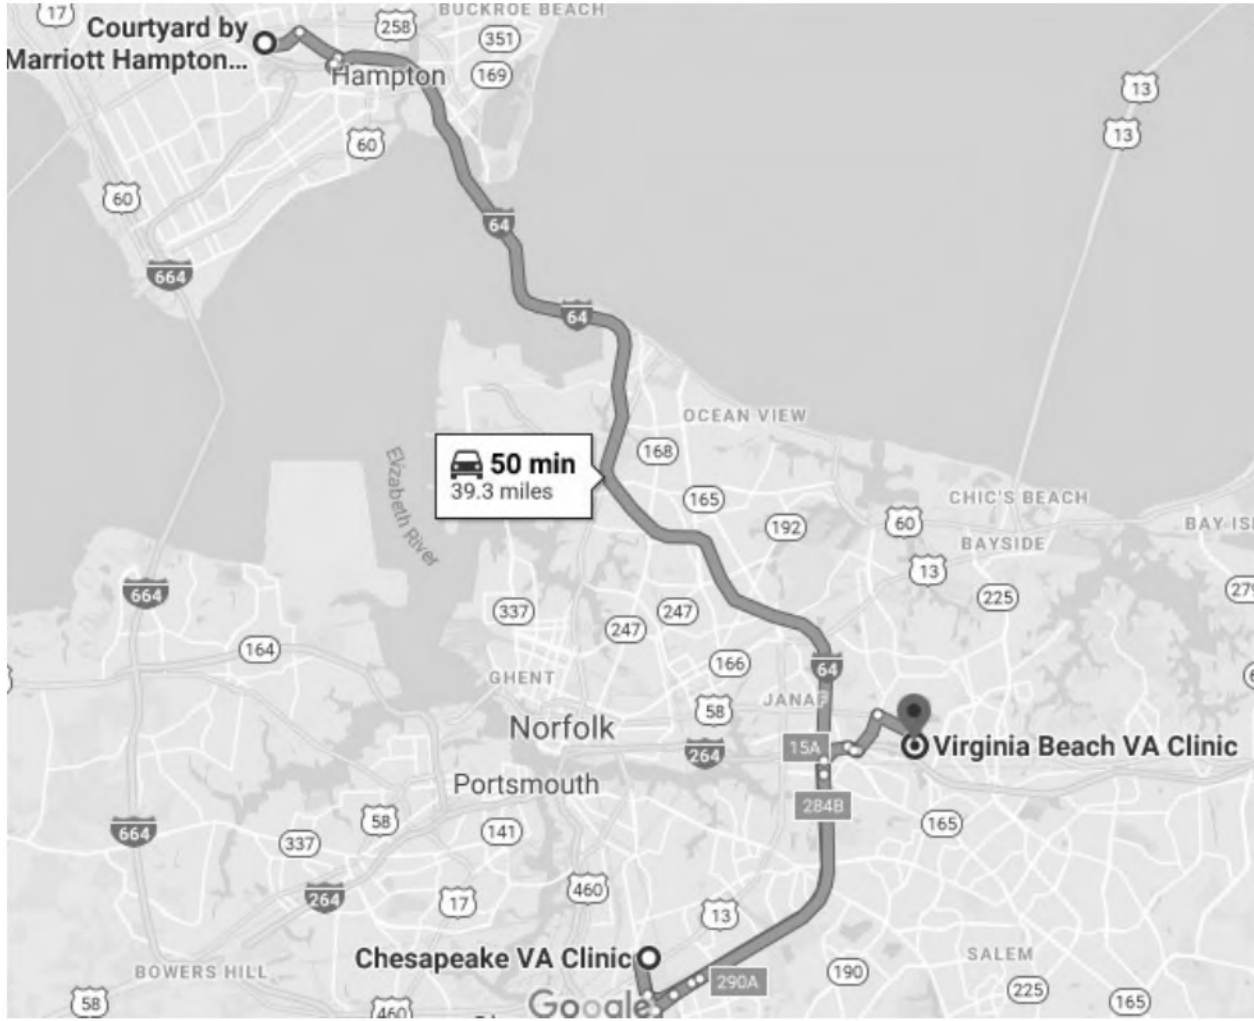 17
BUCKROE BEACH
Courtyard by
Marriott Hampton...
258
351
Hampton
169
13
13
60
60
64
664
64
OCEAN VIEW
50 min
39.3 miles
168
Elizabeth River
165
CHIC'S BEACH
192
60
BAY ISL
BAYSIDE
13
664
225
279
337
247
247
164
166
64
GHENT
58
JANAF
Norfolk
15A
Virginia Beach VA Clinic
264
Portsmouth
284B
58
165
664
141
337
460
264
17
13
Chesapeake VA Clinic
SALEM
BOWERS HILL
190
290A
225
58
460
Google
165